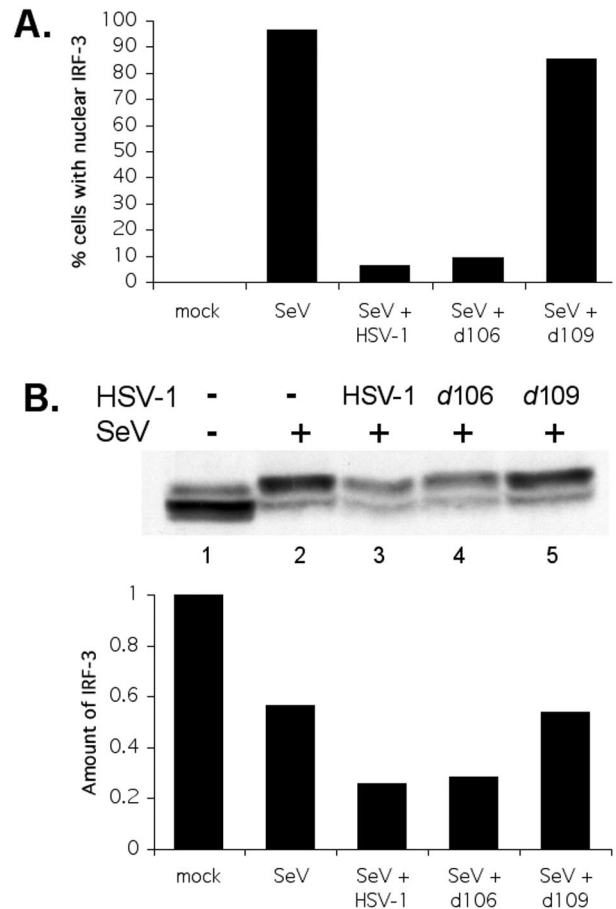 A.
% cells with nuclear IRF-3
100
90
80
70
60
50
40
30
20
10
0
mock SeV SeV + HSV-1 SeV + d106 SeV + d109
B.
HSV-1 - - HSV-1 d106 d109
SeV - + + + +
1 2 3 4 5
Amount of IRF-3
1
0.8
0.6
0.4
0.2
0
mock SeV SeV + HSV-1 SeV + d106 SeV + d109